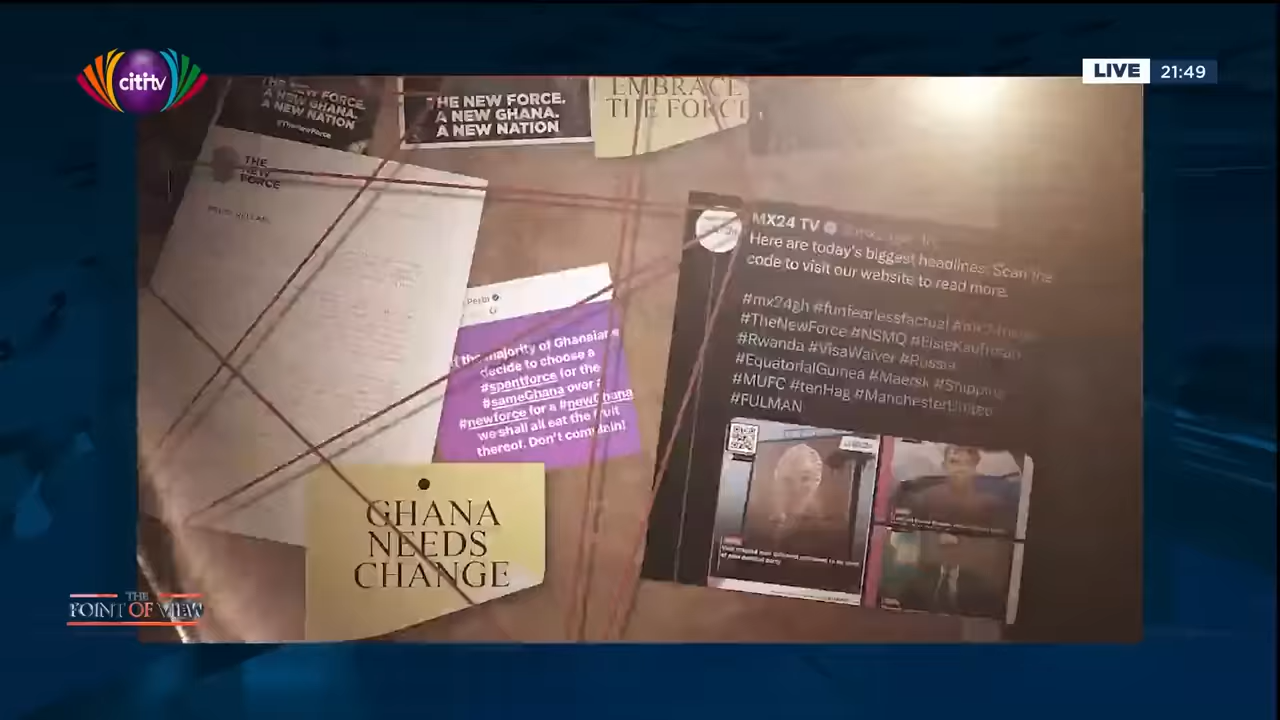 citi tv
LIVE 21:49
THE NEW FORCE.
A NEW GHANA.
A NEW NATION
#TheNewForce
THE NEW FORCE.
A NEW GHANA.
A NEW NATION
EMBRACE
THE FORCE
THE
NEW
FORCE
PRESS RELEASE
the majority of Ghanaians
decide to choose a
#spentforce for the
#sameGhana over a
#newforce for a #newGhana
we shall all eat the fruit
thereof. Don't complain!
GHANA
NEEDS
CHANGE
MX24 TV
Here are today's biggest headlines. Scan the
code to visit our website to read more.
#mx24gh #funfearlessfactual
#TheNewForce #NSMQ #ElsieKaufmann
#Rwanda #VisaWaiver #Russia
#EquatorialGuinea #Maersk #Shipping
#MUFC #tenHag #ManchesterUnited
#FULMAN
THE
POINT OF VIEW